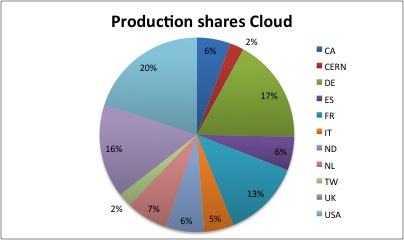 Production shares Cloud
6%
2%
17%
6%
13%
5%
6%
7%
2%
16%
20%
CA
CERN
DE
ES
FR
IT
ND
NL
TW
UK
USA